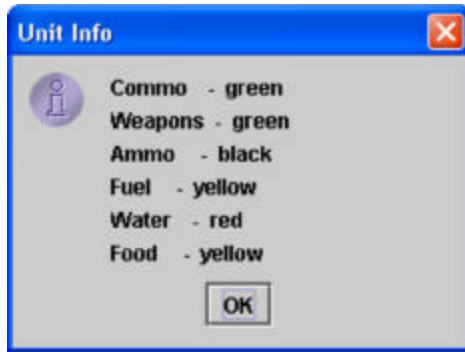 Unit Info
Commo - green
Weapons - green
Ammo - black
Fuel - yellow
Water - red
Food - yellow
OK